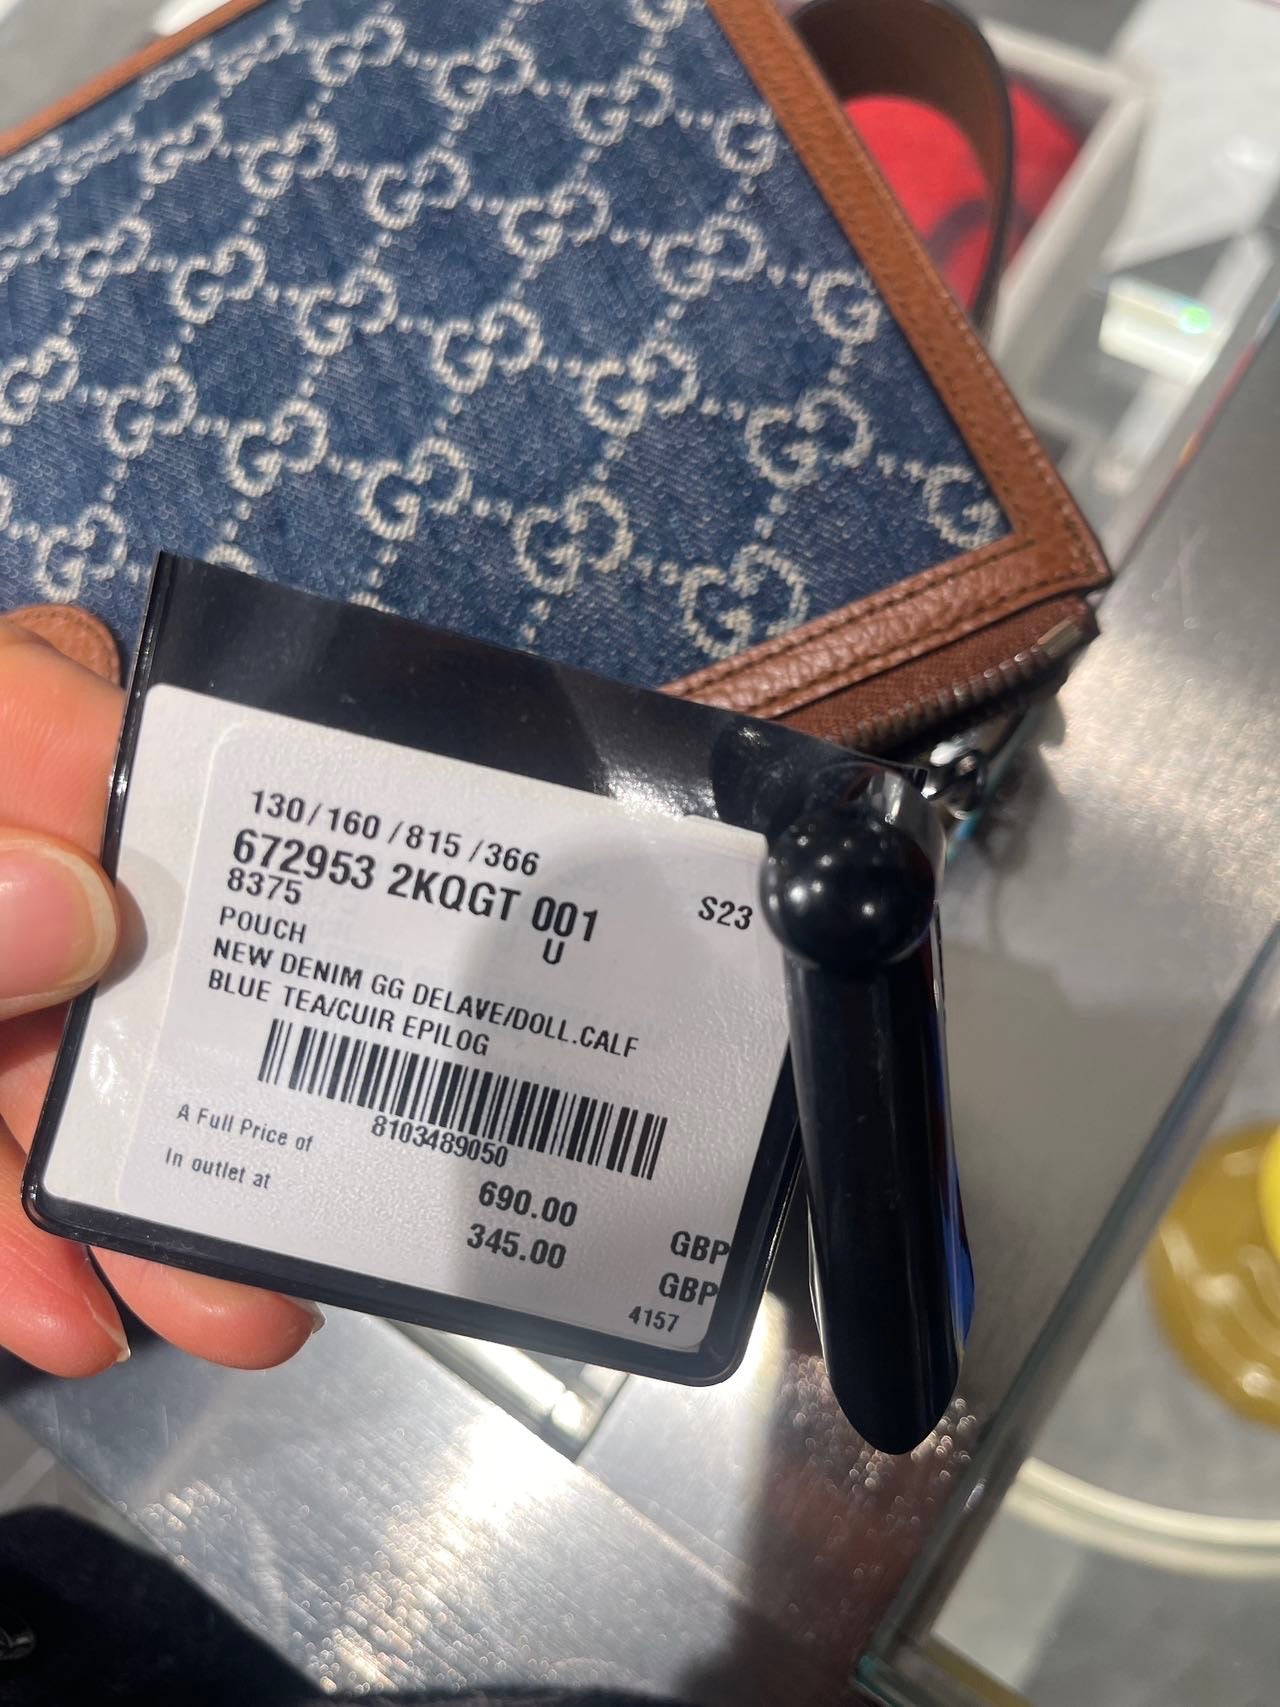 130/160 /815 /366
672953 2KQGT 001
8375
U
S23
POUCH
NEW DENIM GG DELAVE/DOLL.CALF
BLUE TEA/CUIR EPILOG
8103489050
A Full Price of 690.00 GBP
In outlet at 345.00 GBP
4157